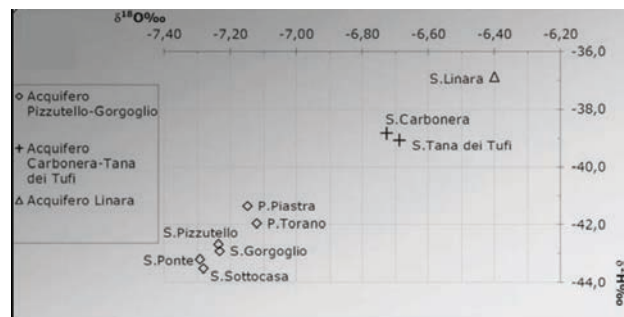 δ18O‰
-7,40 -7,20 -7,00 -6,80 -6,60 -6,40 -6,20
-36,0
S.Linara
Acquifero
Pizzutello-Gorgoglio
-38,0
S.Carbonera
S.Tana dei Tufi
Acquifero
Carbonera-Tana
dei Tufi
-40,0
Acquifero Linara
P.Piastra
P.Torano
-42,0
S.Pizzutello
S.Gorgoglio
S.Ponte
S.Sottocasa
-44,0